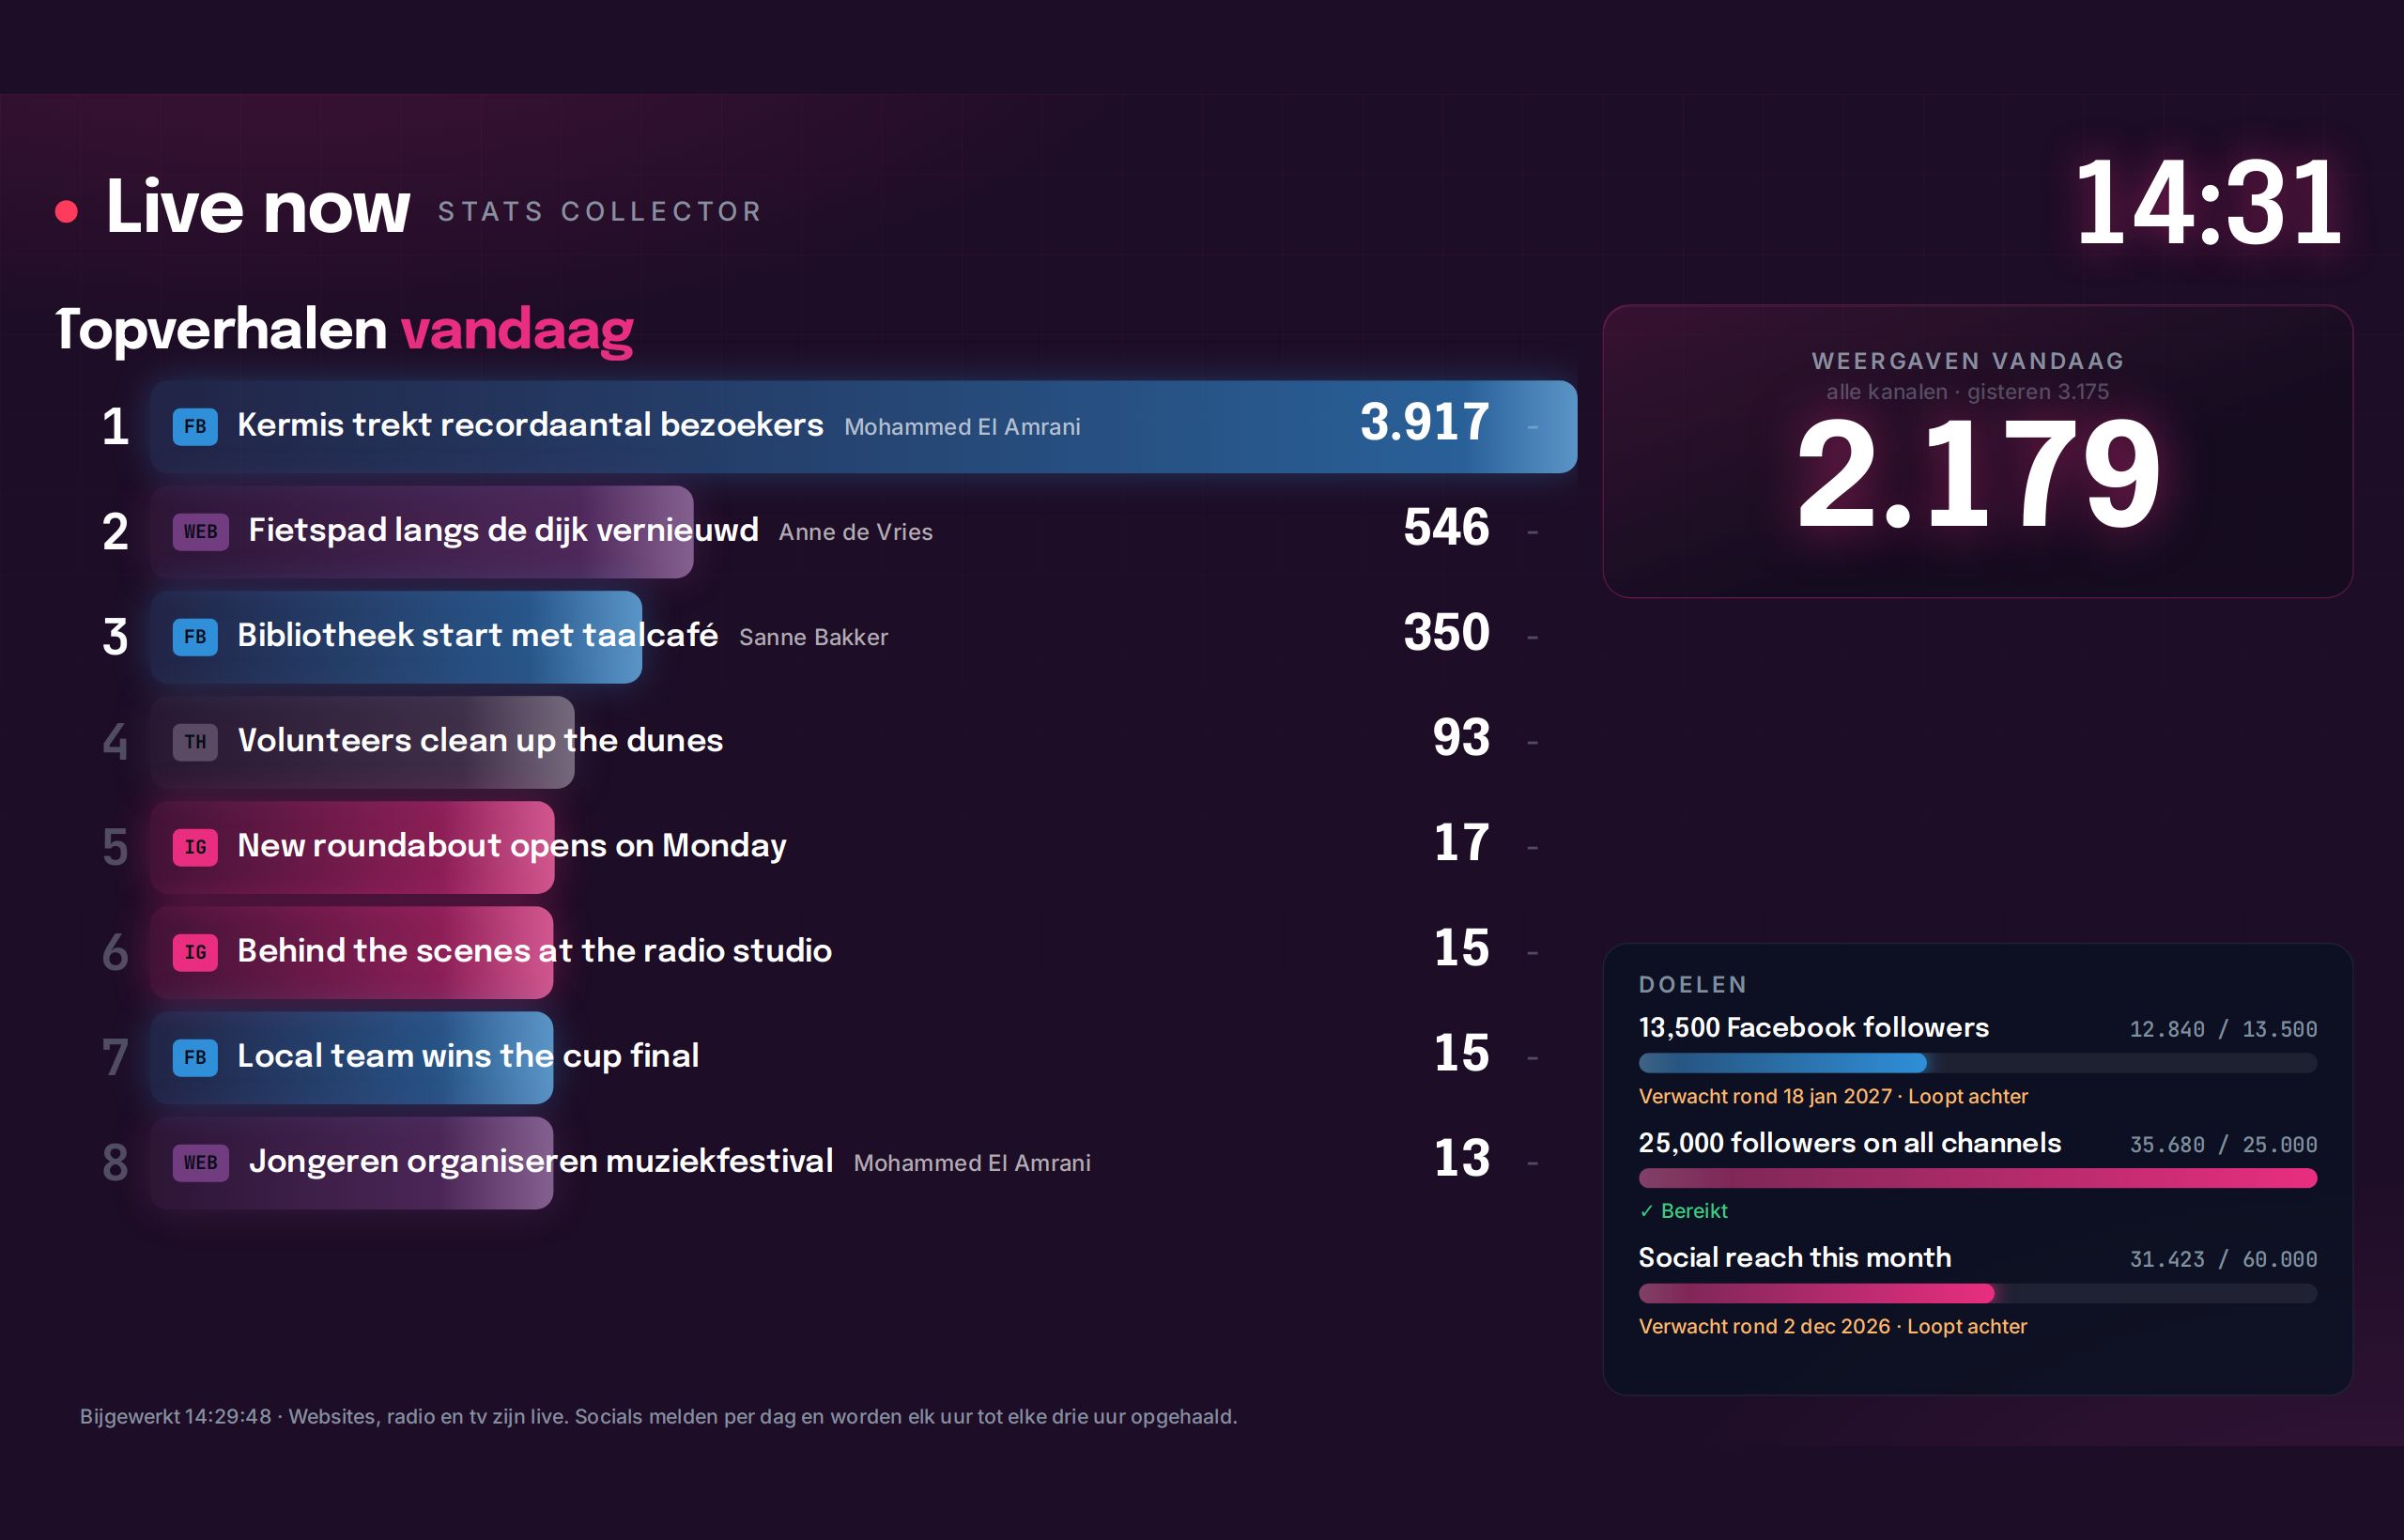 Live now STATS COLLECTOR
14:31
Topverhalen vandaag
1 FB Kermis trekt recordaantal bezoekers Mohammed El Amrani 3.917 -
2 WEB Fietspad langs de dijk vernieuwd Anne de Vries 546 -
3 FB Bibliotheek start met taalcafé Sanne Bakker 350 -
4 TH Volunteers clean up the dunes 93 -
5 IG New roundabout opens on Monday 17 -
6 IG Behind the scenes at the radio studio 15 -
7 FB Local team wins the cup final 15 -
8 WEB Jongeren organiseren muziekfestival Mohammed El Amrani 13 -
WEERGAVEN VANDAAG
alle kanalen · gisteren 3.175
2.179
DOELEN
13,500 Facebook followers 12.840 / 13.500
Verwacht rond 18 jan 2027 · Loopt achter
25,000 followers on all channels 35.680 / 25.000
✓ Bereikt
Social reach this month 31.423 / 60.000
Verwacht rond 2 dec 2026 · Loopt achter
Bijgewerkt 14:29:48 · Websites, radio en tv zijn live. Socials melden per dag en worden elk uur tot elke drie uur opgehaald.